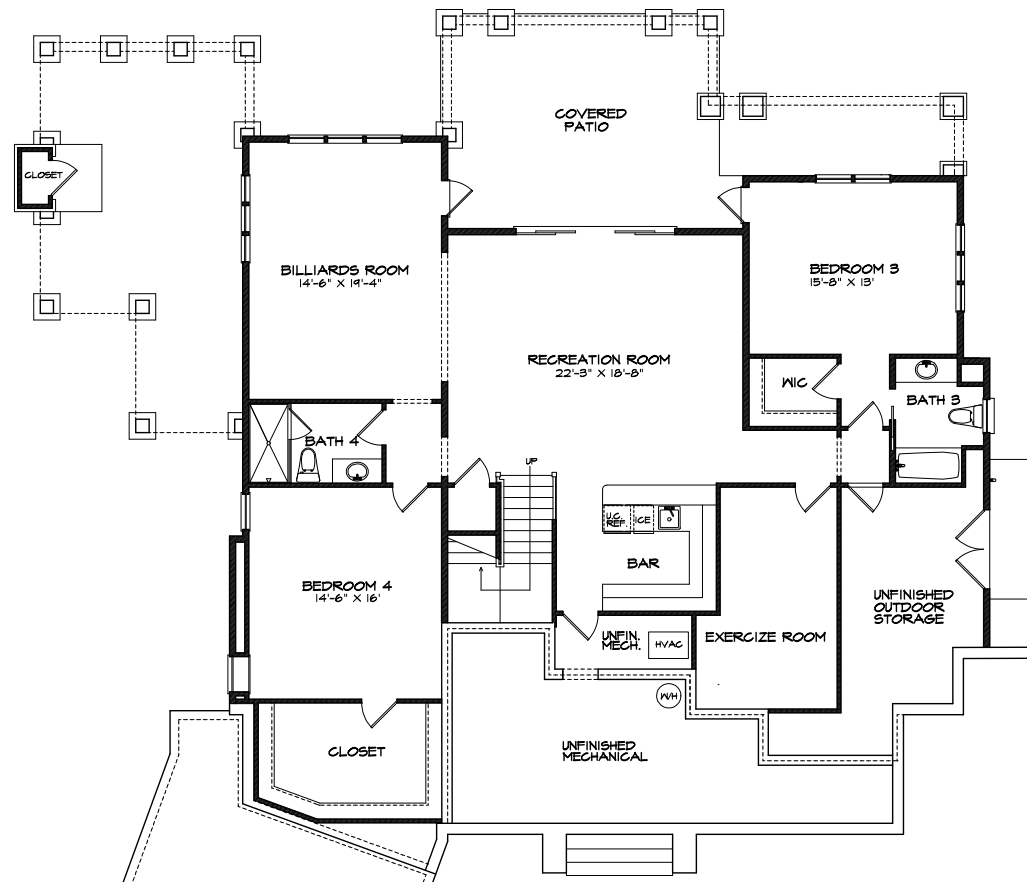 COVERED
PATIO
CLOSET
BILLIARDS ROOM
14'-6" X 19'-4"
BEDROOM 3
15'-8" X 13'
RECREATION ROOM
22'-3" X 18'-8"
WIC
BATH 3
BATH 4
UP
U.C.
REF.
ICE
BAR
BEDROOM 4
14'-6" X 16'
UNFINISHED
OUTDOOR
STORAGE
UNFIN.
MECH.
HVAC
EXERCIZE ROOM
W/H
CLOSET
UNFINISHED
MECHANICAL